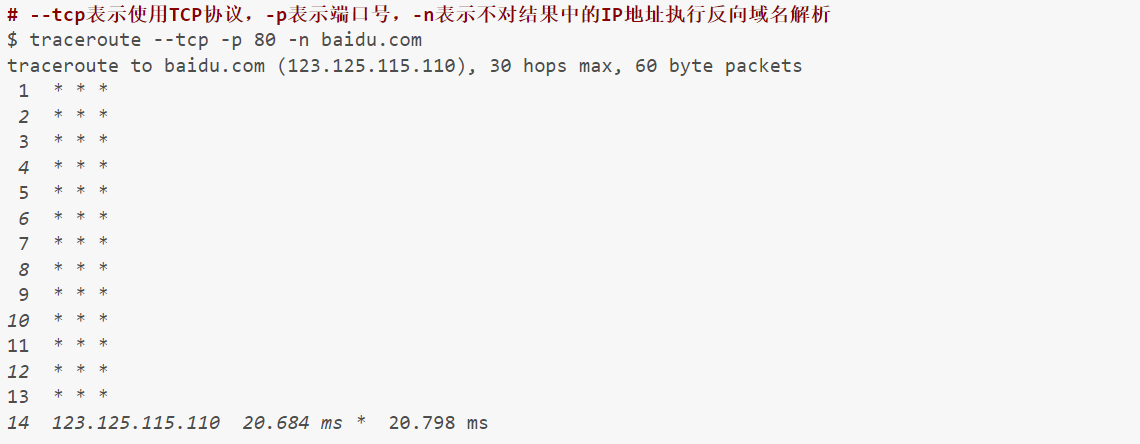 # --tcp表示使用TCP协议，-p表示端口号，-n表示不对结果中的IP地址执行反向域名解析
$ traceroute --tcp -p 80 -n baidu.com
traceroute to baidu.com (123.125.115.110), 30 hops max, 60 byte packets
 1  * * *
 2  * * *
 3  * * *
 4  * * *
 5  * * *
 6  * * *
 7  * * *
 8  * * *
 9  * * *
10  * * *
11  * * *
12  * * *
13  * * *
14  123.125.115.110  20.684 ms *  20.798 ms